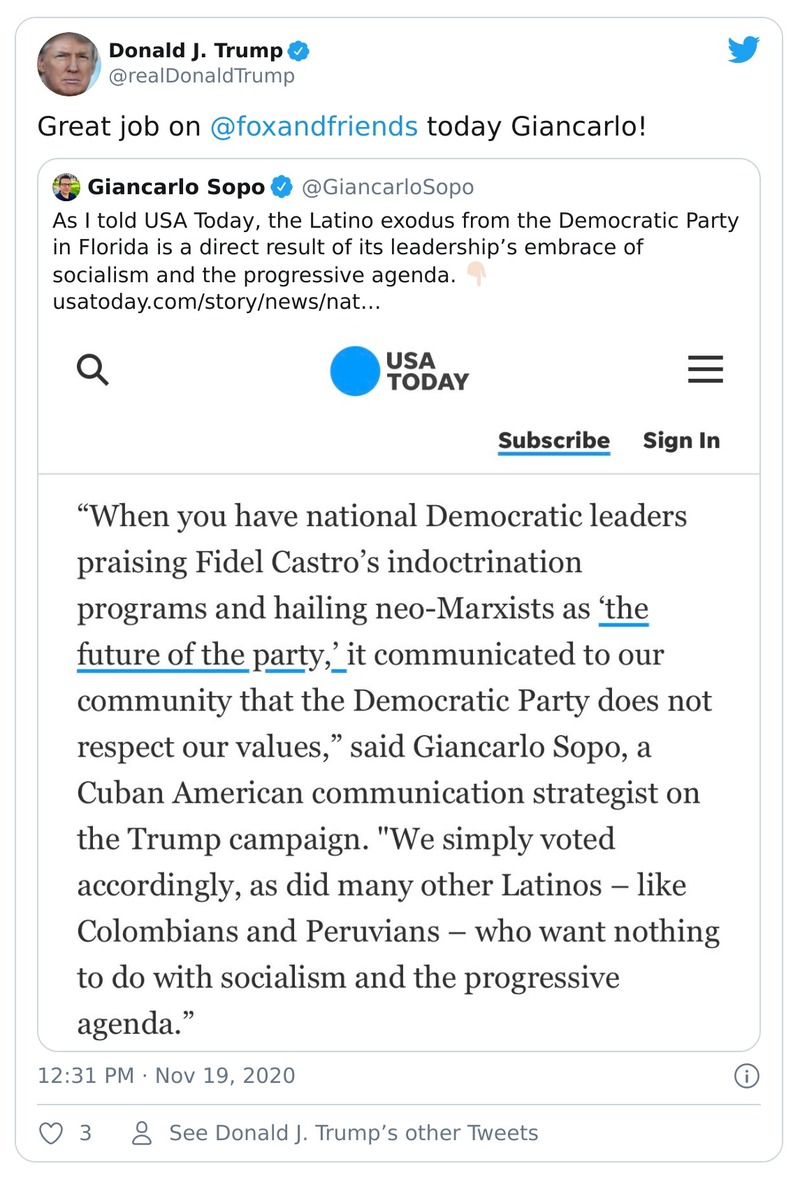 Donald J. Trump
@realDonaldTrump
Great job on @foxandfriends today Giancarlo!
Giancarlo Sopo @GiancarloSopo
As I told USA Today, the Latino exodus from the Democratic Party
in Florida is a direct result of its leadership’s embrace of
socialism and the progressive agenda. 👇🏻
usatoday.com/story/news/nat…
USA
TODAY
Subscribe Sign In
“When you have national Democratic leaders
praising Fidel Castro’s indoctrination
programs and hailing neo-Marxists as ‘the
future of the party,’ it communicated to our
community that the Democratic Party does not
respect our values,” said Giancarlo Sopo, a
Cuban American communication strategist on
the Trump campaign. "We simply voted
accordingly, as did many other Latinos – like
Colombians and Peruvians – who want nothing
to do with socialism and the progressive
agenda.”
12:31 PM · Nov 19, 2020
3 See Donald J. Trump’s other Tweets